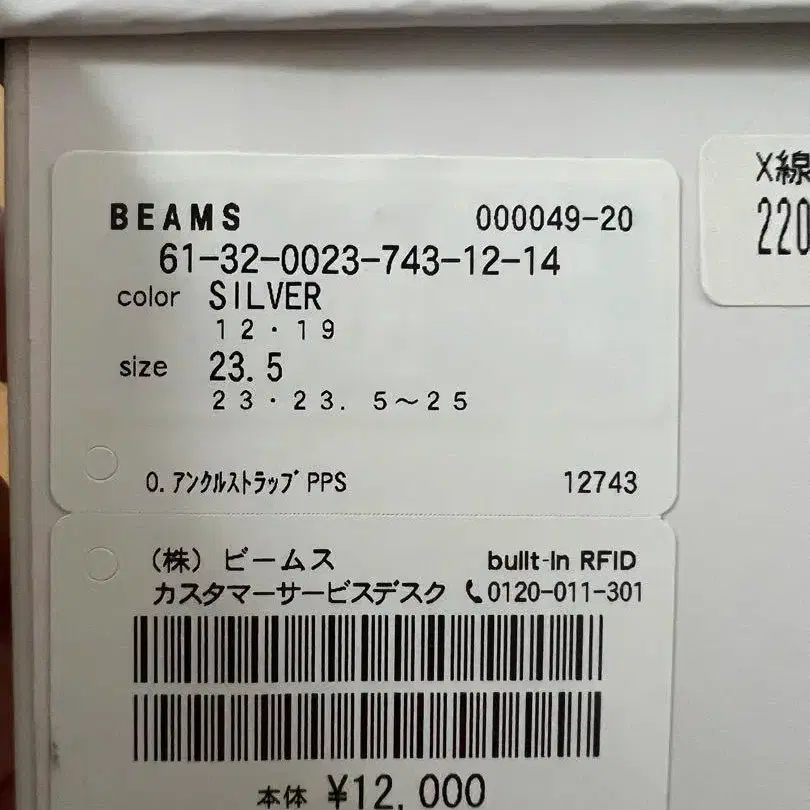 BEAMS 000049-20
61-32-0023-743-12-14
color SILVER
12・19
size 23.5
23・23.5～25
O.アンクルストラップPPS 12743
(株) ビームス built-in RFID
カスタマーサービスデスク 0120-011-301
本体 ¥12,000
X線
220